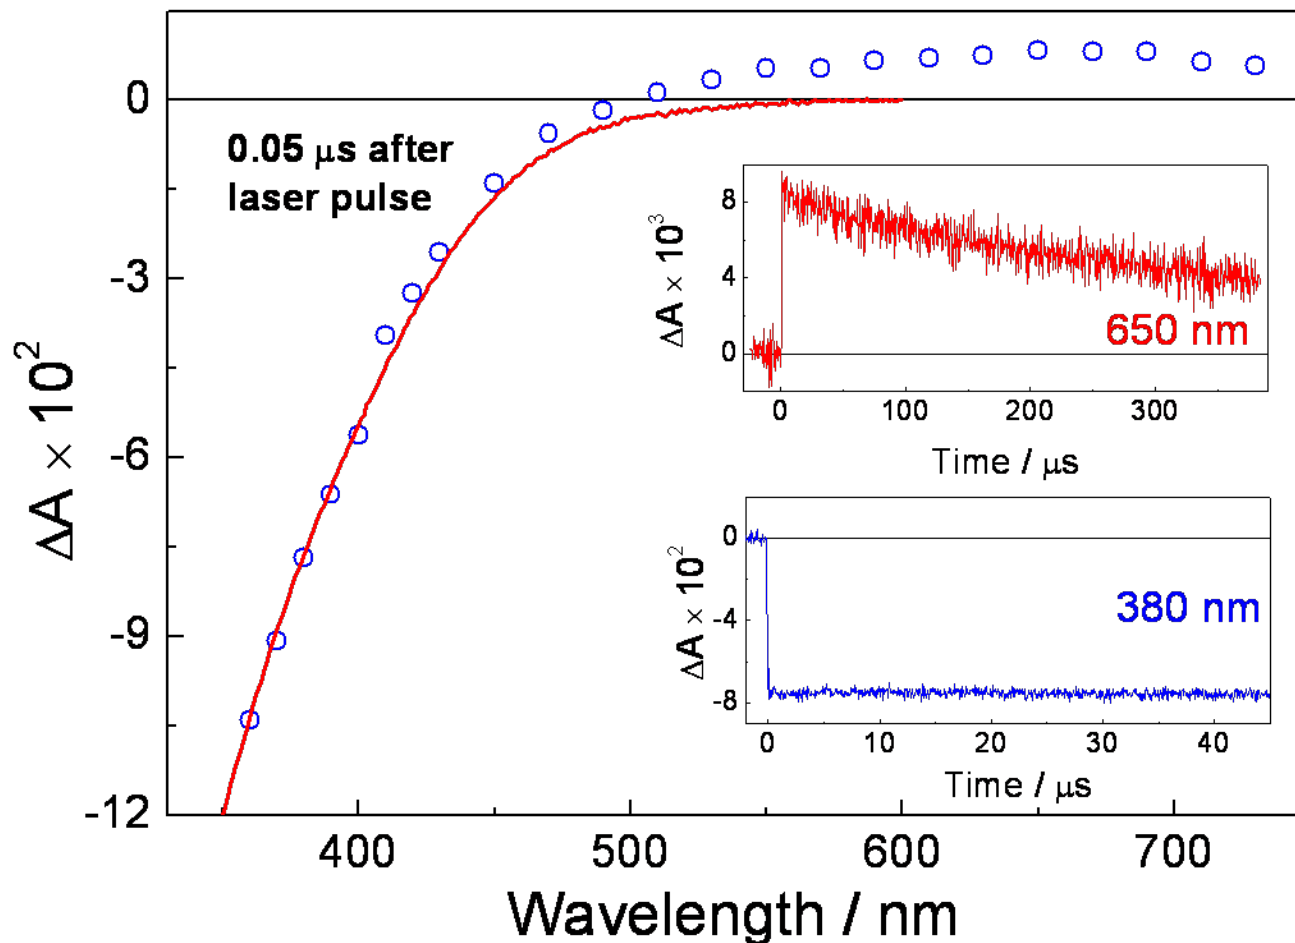 0
-3
-6
-9
-12
ΔA × 10²
0.05 μs after
laser pulse
8
4
0
ΔA × 10³
650 nm
0
100
200
300
Time / μs
0
-4
-8
ΔA × 10²
380 nm
0
10
20
30
40
Time / μs
400
500
600
700
Wavelength / nm